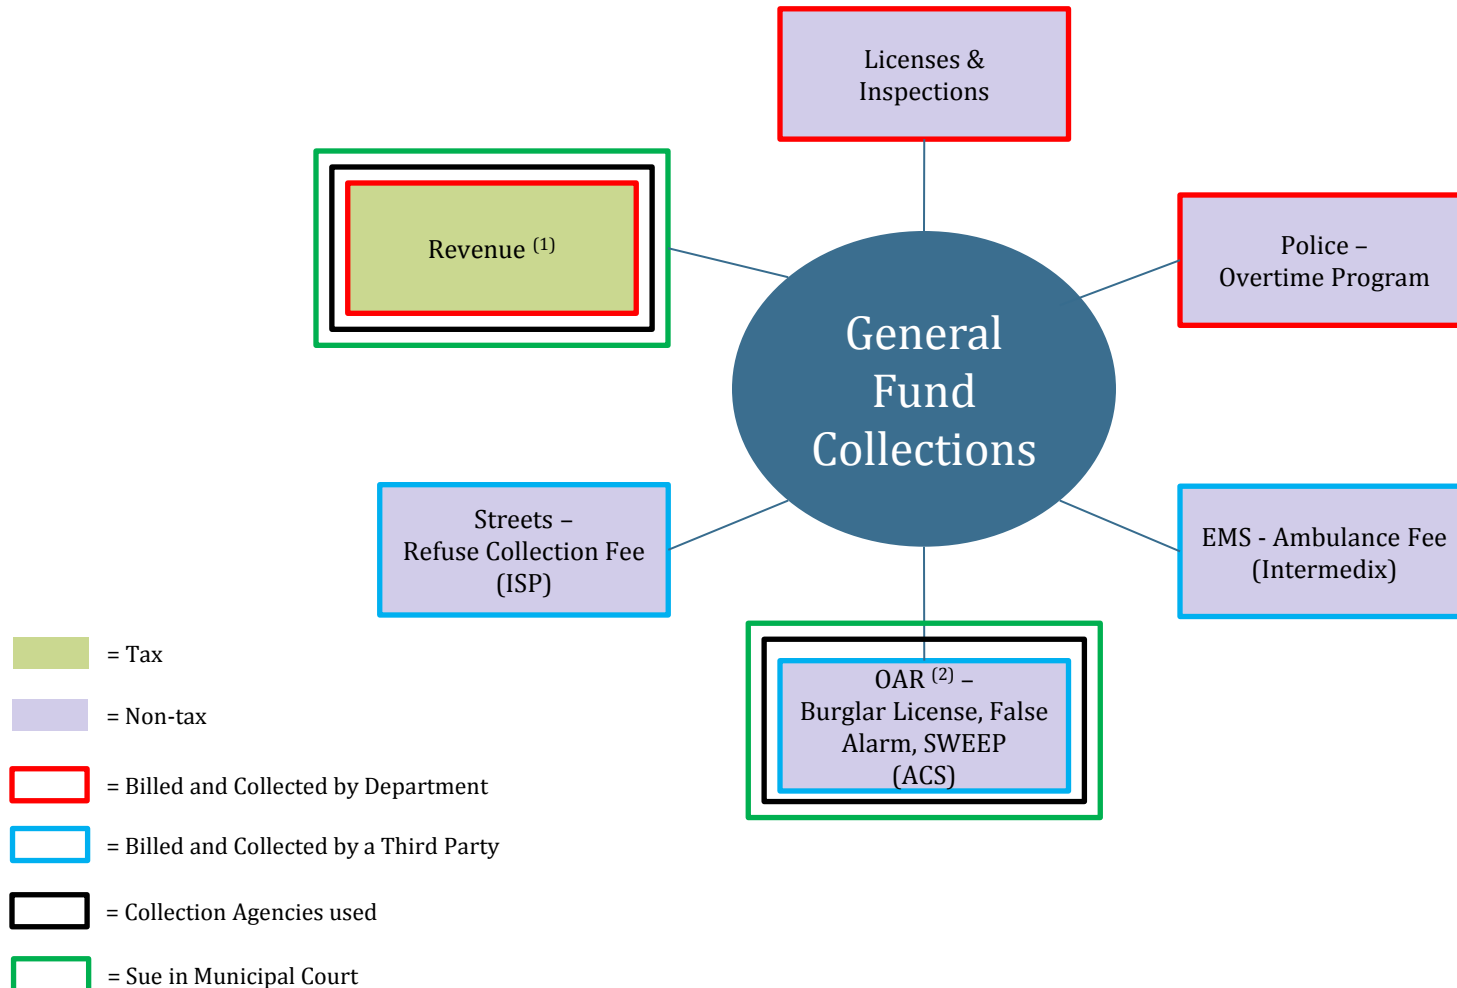 Licenses &
Inspections
Revenue (1)
Police –
Overtime Program
General
Fund
Collections
Streets –
Refuse Collection Fee
(ISP)
EMS - Ambulance Fee
(Intermedix)
OAR (2) –
Burglar License, False
Alarm, SWEEP
(ACS)
= Tax
= Non-tax
= Billed and Collected by Department
= Billed and Collected by a Third Party
= Collection Agencies used
= Sue in Municipal Court